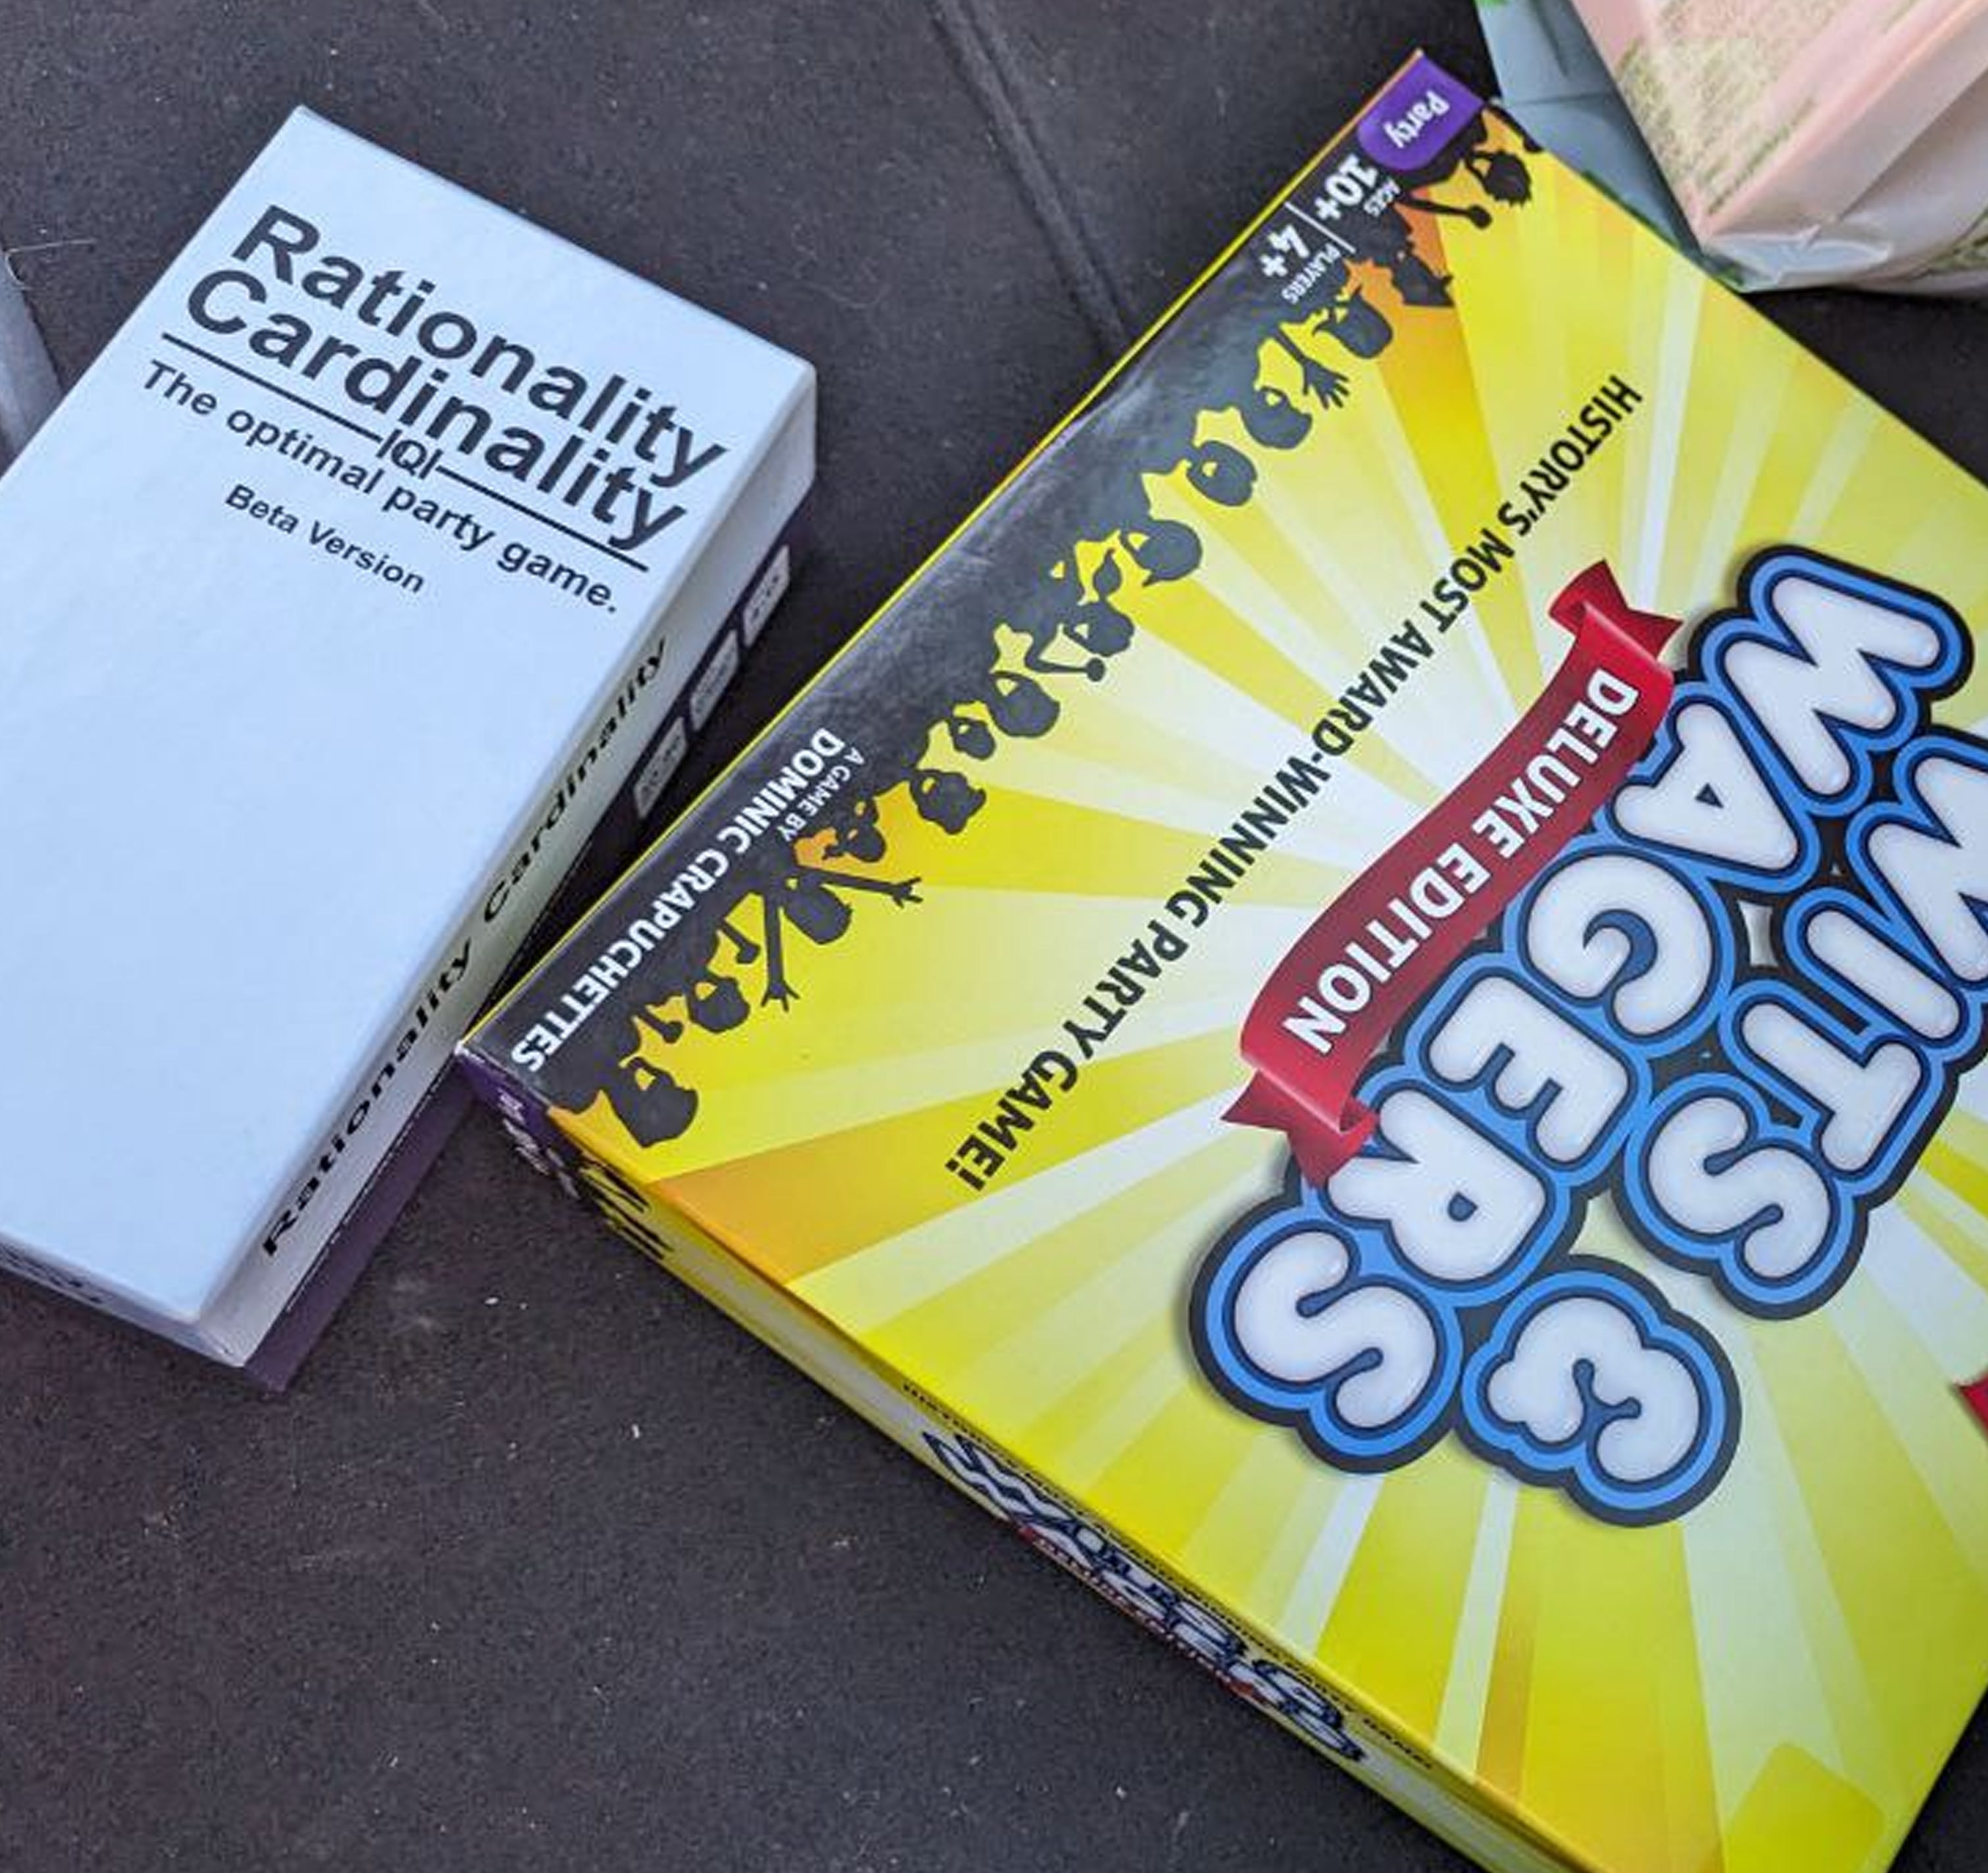 Rationality
Cardinality
IQI
The optimal party game.
Beta Version
Rationality Cardinality
Party
AGES
10+
PLAYERS
4+
A GAME BY
DOMINIC CRAPUCHETTES
HISTORY'S MOST AWARD-WINNING PARTY GAME!
DELUXE EDITION
WITS &
WAGERS